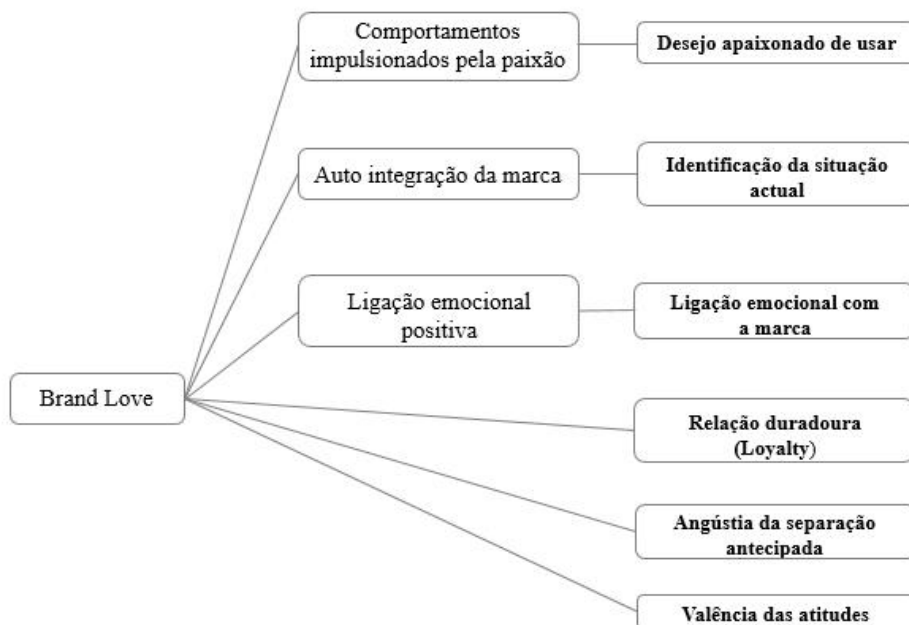 Comportamentos
impulsionados pela paixão
Desejo apaixonado de usar
Auto integração da marca
Identificação da situação
actual
Ligação emocional
positiva
Ligação emocional com
a marca
Brand Love
Relação duradoura
(Loyalty)
Angústia da separação
antecipada
Valência das atitudes